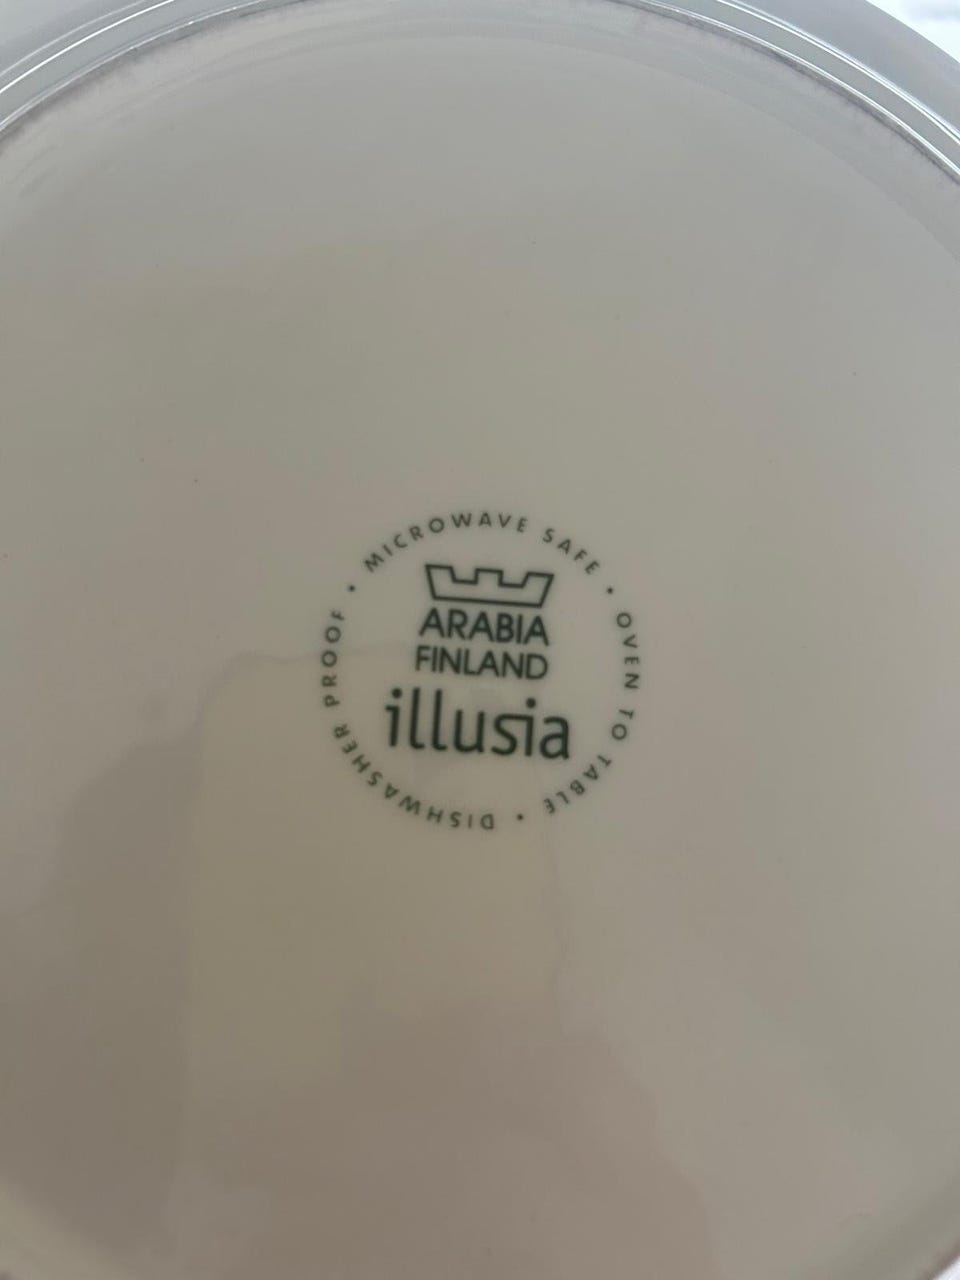 MICROWAVE SAFE • OVEN TO TABLE • DISHWASHER PROOF •
ARABIA
FINLAND
illusia